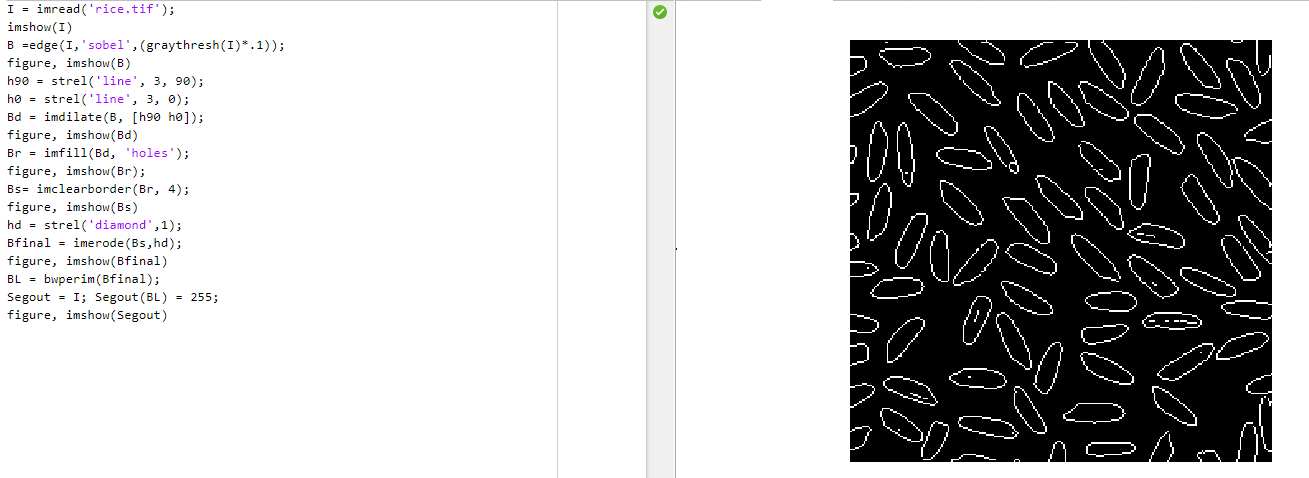 I = imread('rice.tif');
imshow(I)
B =edge(I,'sobel',(graythresh(I)*.1));
figure, imshow(B)
h90 = strel('line', 3, 90);
h0 = strel('line', 3, 0);
Bd = imdilate(B, [h90 h0]);
figure, imshow(Bd)
Br = imfill(Bd, 'holes');
figure, imshow(Br);
Bs= imclearborder(Br, 4);
figure, imshow(Bs)
hd = strel('diamond',1);
Bfinal = imerode(Bs,hd);
figure, imshow(Bfinal)
BL = bwperim(Bfinal);
Segout = I; Segout(BL) = 255;
figure, imshow(Segout)